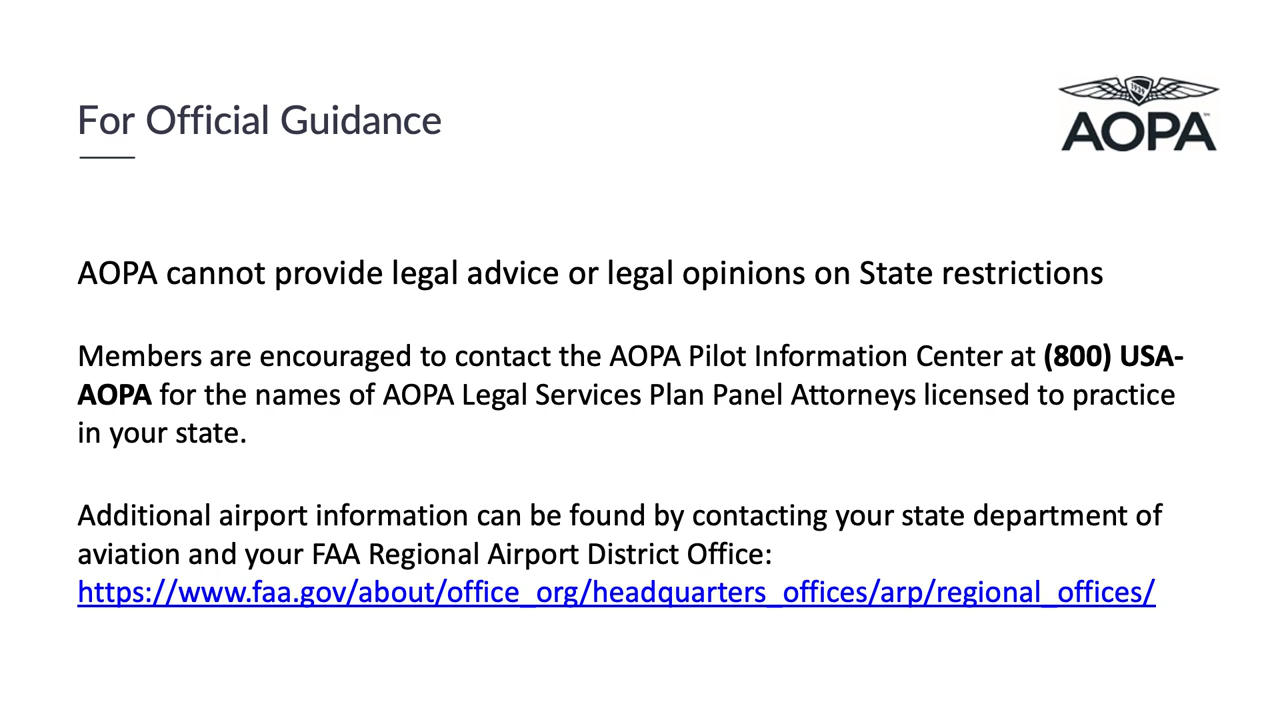 For Official Guidance
1939
AOPA
AOPA cannot provide legal advice or legal opinions on State restrictions
Members are encouraged to contact the AOPA Pilot Information Center at (800) USA-
AOPA for the names of AOPA Legal Services Plan Panel Attorneys licensed to practice
in your state.
Additional airport information can be found by contacting your state department of
aviation and your FAA Regional Airport District Office:
https://www.faa.gov/about/office_org/headquarters_offices/arp/regional_offices/